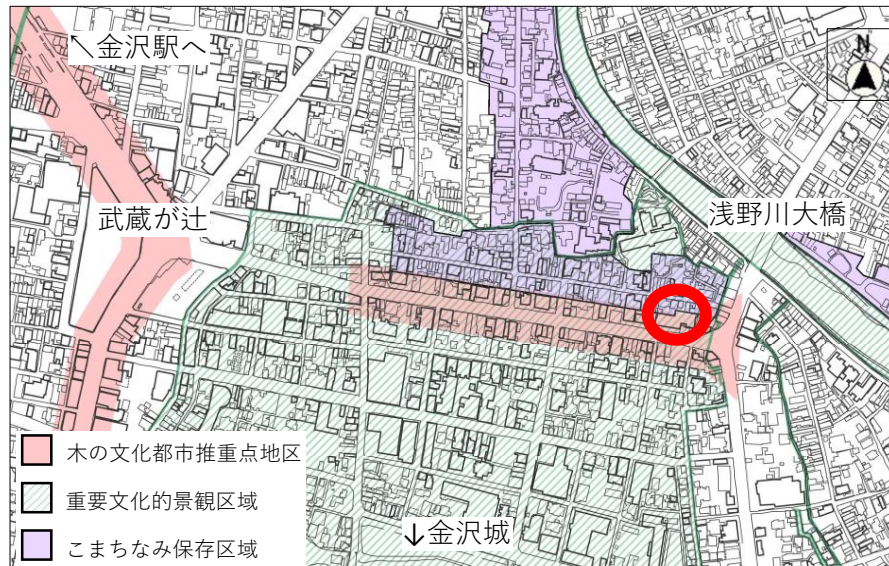 ↖金沢駅へ
N
武蔵が辻
浅野川大橋
木の文化都市推重点地区
重要文化的景観区域
↓金沢城
こまちなみ保存区域